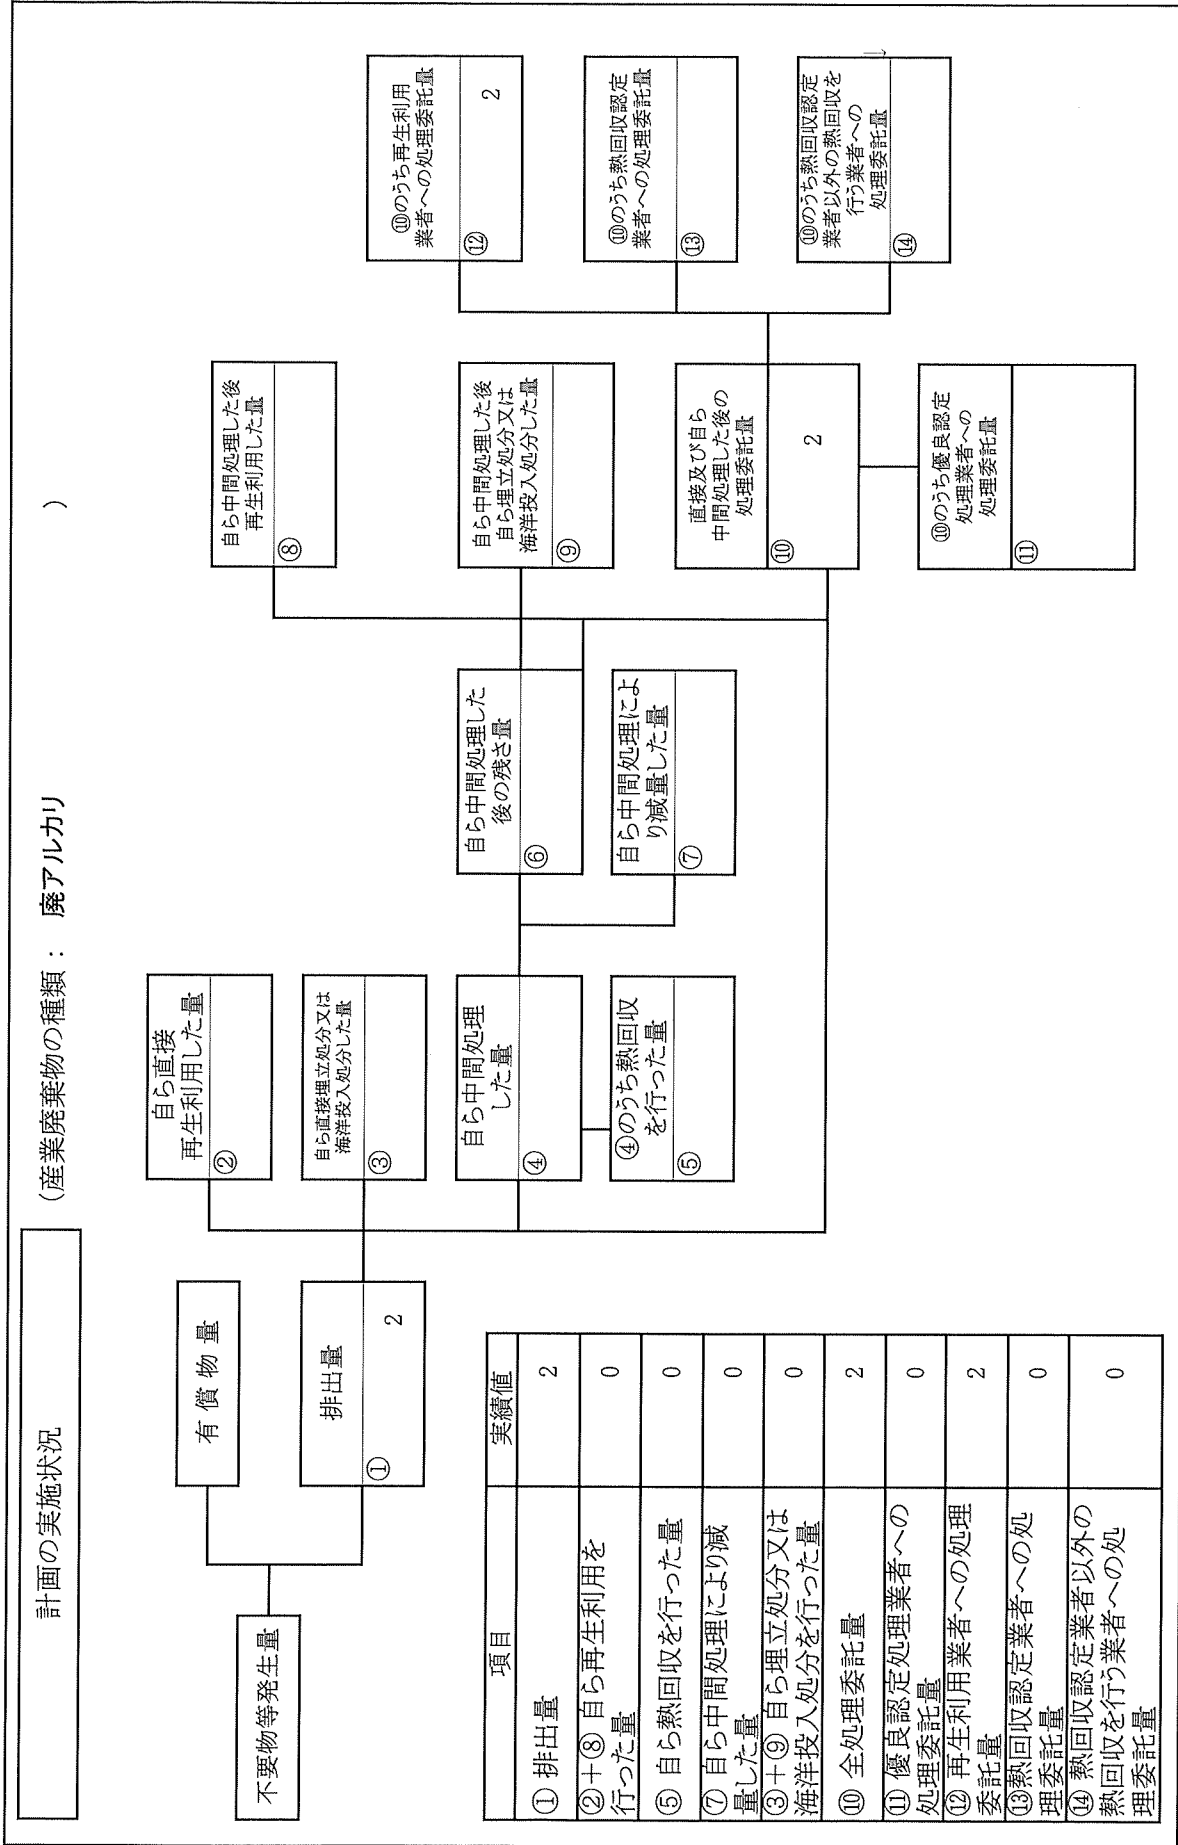 計画の実施状況
(産業廃棄物の種類： 廃アルカリ )
不要物等発生量
有 償 物 量
排出量
① 2
自ら直接
再生利用した量
②
自ら直接埋立処分又は
海洋投入処分した量
③
自ら中間処理
した量
④
④のうち熱回収
を行った量
⑤
自ら中間処理した
後の残さ量
⑥
自ら中間処理によ
り減量した量
⑦
自ら中間処理した後
再生利用した量
⑧
自ら中間処理した後
自ら埋立処分又は
海洋投入処分した量
⑨
直接及び自ら
中間処理した後の
処理委託量
⑩ 2
⑩のうち優良認定
処理業者への
処理委託量
⑪
⑩のうち再生利用
業者への処理委託量
⑫ 2
⑩のうち熱回収認定
業者への処理委託量
⑬
⑩のうち熱回収認定
業者以外の熱回収を
行う業者への
処理委託量
⑭
項目 実績値
① 排出量 2
②＋⑧ 自ら再生利用を
行った量 0
⑤ 自ら熱回収を行った量 0
⑦ 自ら中間処理により減
量した量 0
③＋⑨ 自ら埋立処分又は
海洋投入処分を行った量 0
⑩ 全処理委託量 2
⑪ 優良認定処理業者への
処理委託量 0
⑫ 再生利用業者への処理
委託量 2
⑬熱回収認定業者への処
理委託量 0
⑭ 熱回収認定業者以外の
熱回収を行う業者への処
理委託量 0